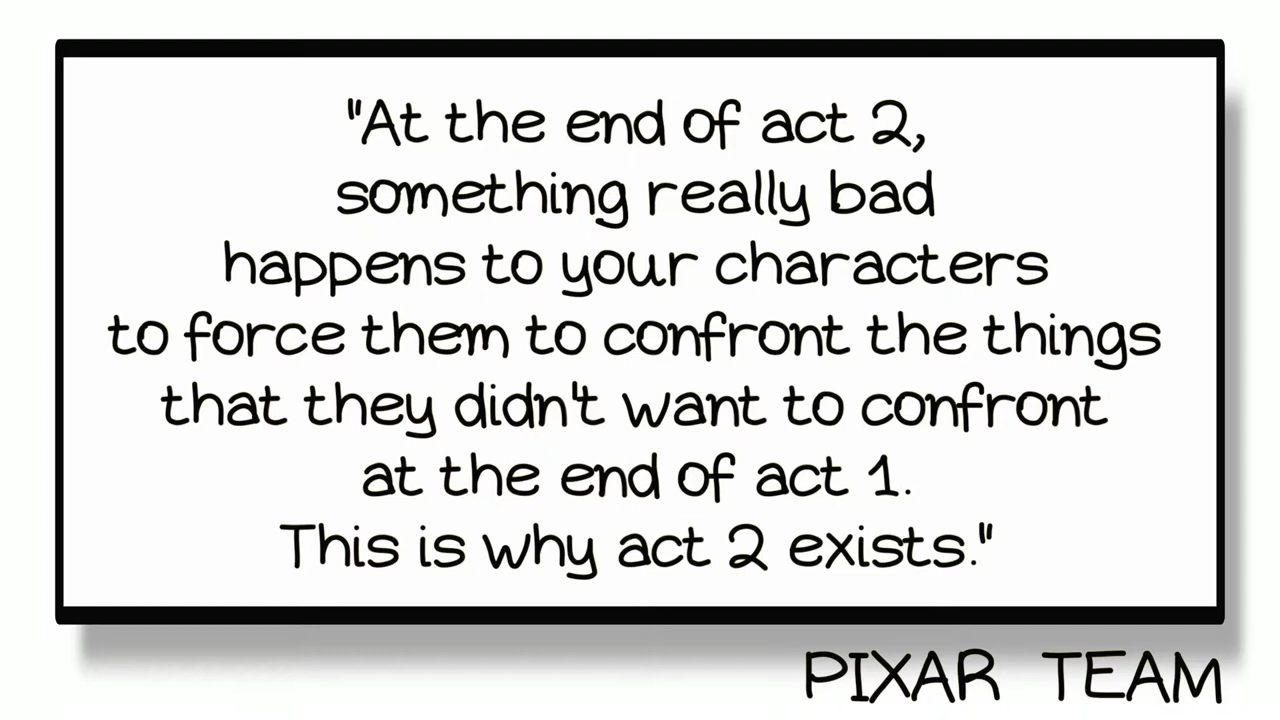 "At the end of act 2,
something really bad
happens to your characters
to force them to confront the things
that they didn't want to confront
at the end of act 1.
This is why act 2 exists."
PIXAR TEAM